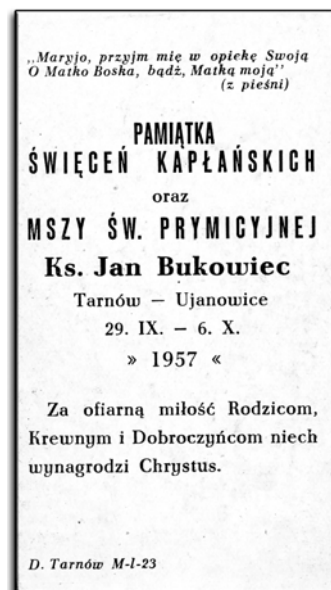 „Maryjo, przyjm mię w opiekę Swoją
O Matko Boska, bądź, Matką moją”
(z pieśni)
PAMIĄTKA
ŚWIĘCEŃ KAPŁAŃSKICH
oraz
MSZY ŚW. PRYMICYJNEJ
Ks. Jan Bukowiec
Tarnów — Ujanowice
29. IX. — 6. X.
» 1957 «
Za ofiarną miłość Rodzicom,
Krewnym i Dobroczyńcom niech
wynagrodzi Chrystus.
D. Tarnów M-l-23